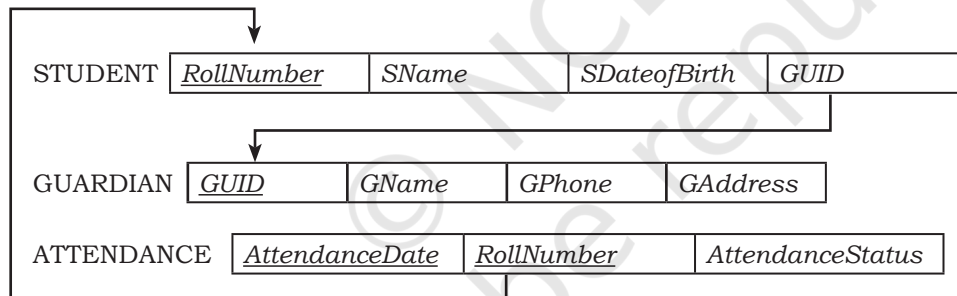 STUDENT RollNumber SName SDateofBirth GUID
GUARDIAN GUID GName GPhone GAddress
ATTENDANCE AttendanceDate RollNumber AttendanceStatus